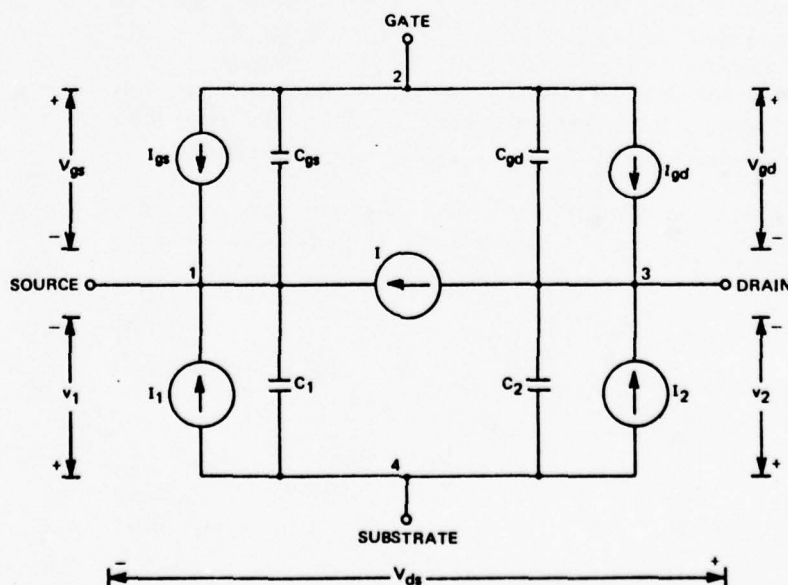 GATE
2
+
+
Vgs
Igs
Cgs
Cgd
Igd
Vgd
−
−
I
SOURCE
1
3
DRAIN
−
−
v1
I1
C1
C2
I2
v2
+
4
+
SUBSTRATE
−
+
Vds